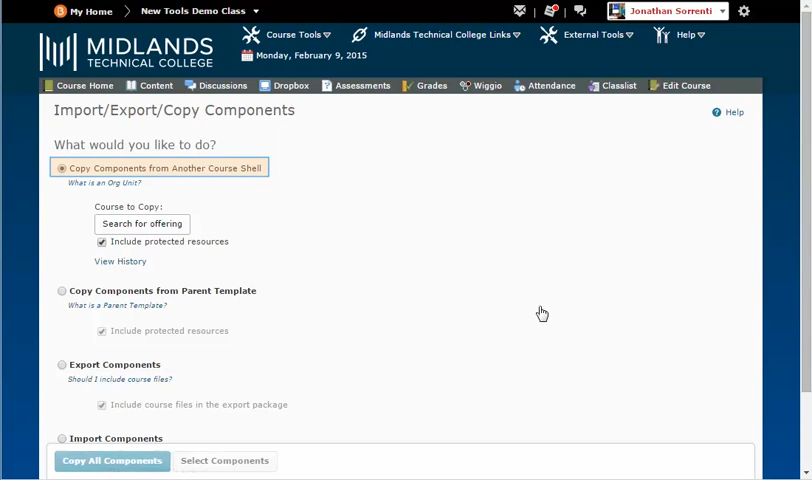 My Home New Tools Demo Class Jonathan Sorrenti
MIDLANDS
TECHNICAL COLLEGE
Course Tools Midlands Technical College Links External Tools Help
Monday, February 9, 2015
Course Home Content Discussions Dropbox Assessments Grades Wiggio Attendance Classlist Edit Course
Import/Export/Copy Components
Help
What would you like to do?
Copy Components from Another Course Shell
What is an Org Unit?
Course to Copy:
Search for offering
Include protected resources
View History
Copy Components from Parent Template
What is a Parent Template?
Include protected resources
Export Components
Should I include course files?
Include course files in the export package
Import Components
Copy All Components Select Components